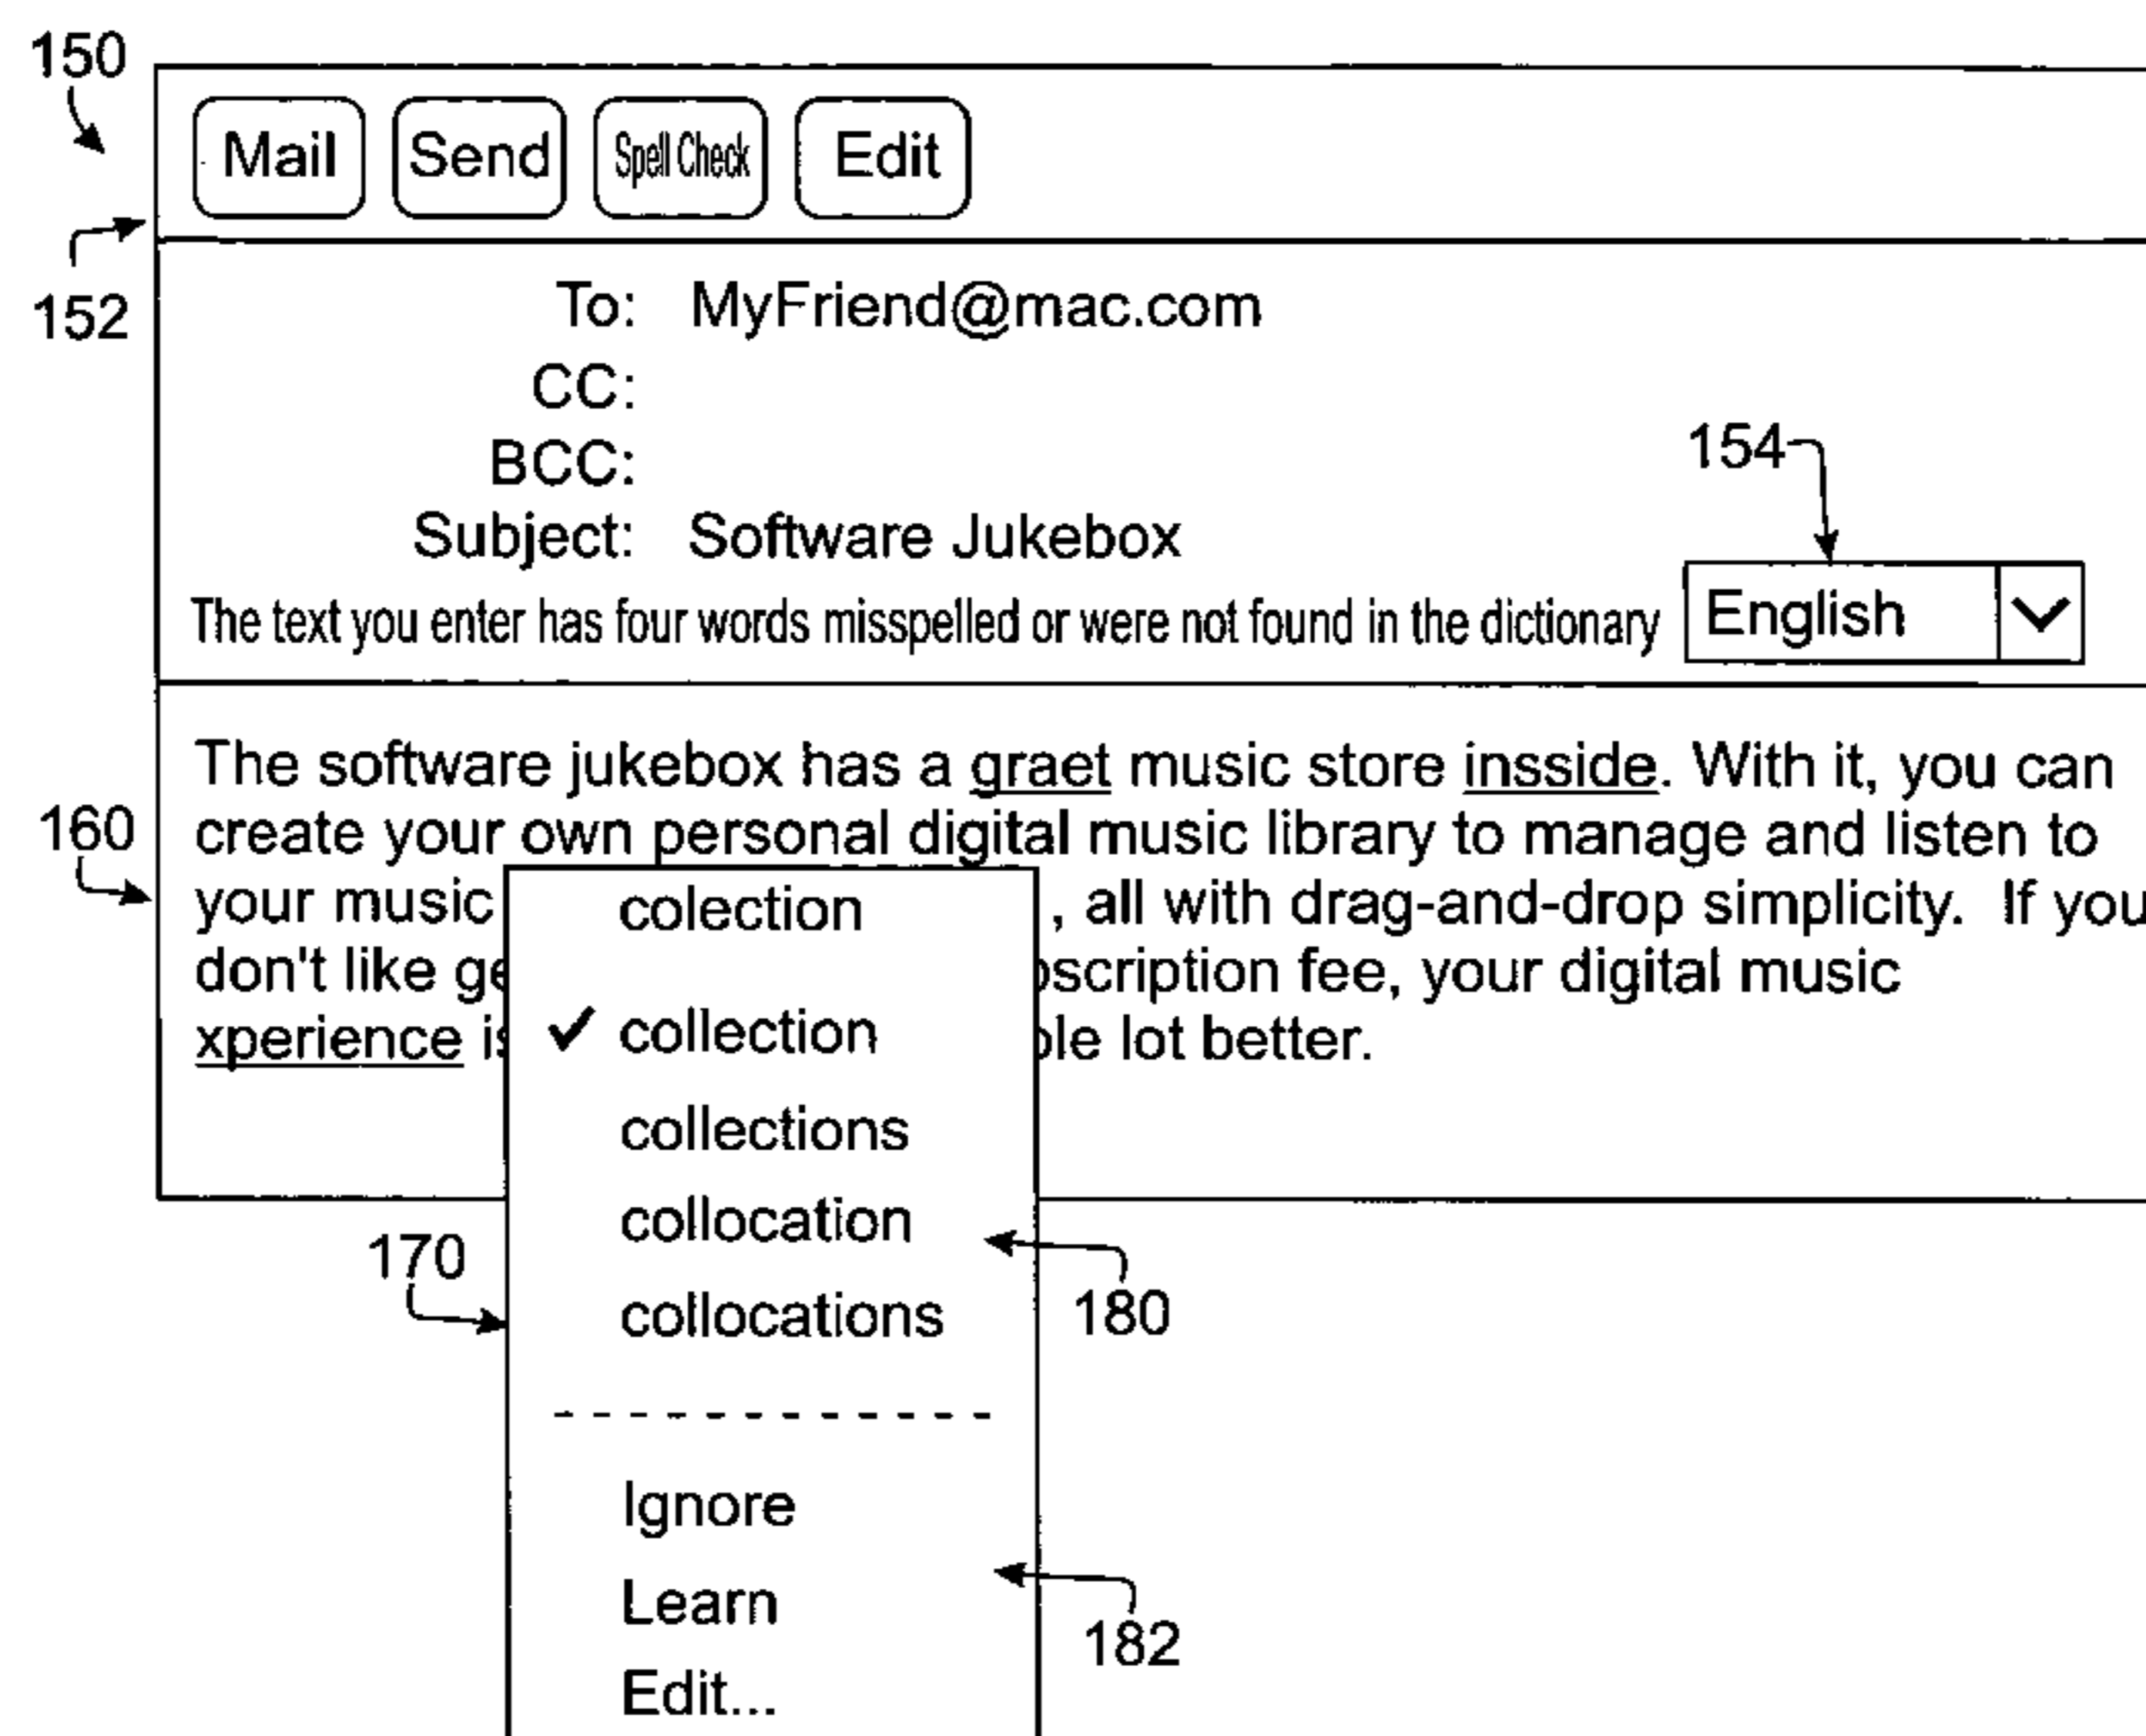 150
Mail Send Spell Check Edit
152
To: MyFriend@mac.com
CC:
BCC:
154
Subject: Software Jukebox
The text you enter has four words misspelled or were not found in the dictionary English
The software jukebox has a graet music store insside. With it, you can
160
create your own personal digital music library to manage and listen to
your music , all with drag-and-drop simplicity. If you
don't like fee, your digital music
xperience lot better.
colection
✓ collection
collections
collocation
170
collocations
180
Ignore
Learn
182
Edit...